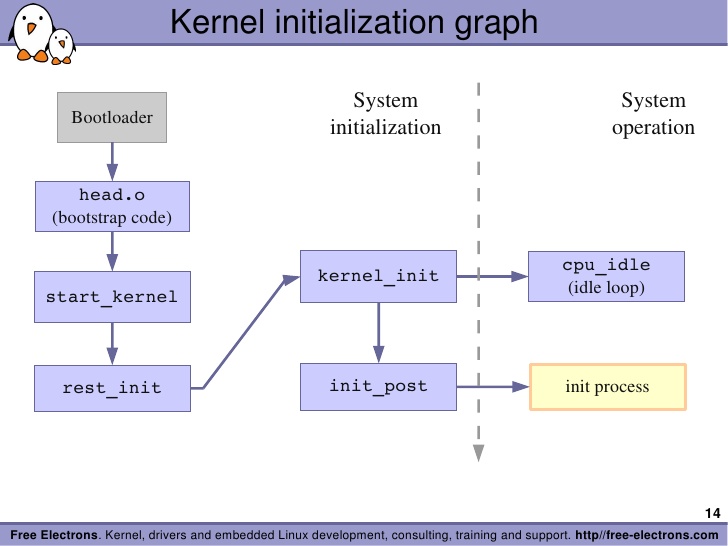 Kernel initialization graph
System
initialization
System
operation
Bootloader
head.o
(bootstrap code)
start_kernel
rest_init
kernel_init
init_post
cpu_idle
(idle loop)
init process
14
Free Electrons. Kernel, drivers and embedded Linux development, consulting, training and support. http//free-electrons.com